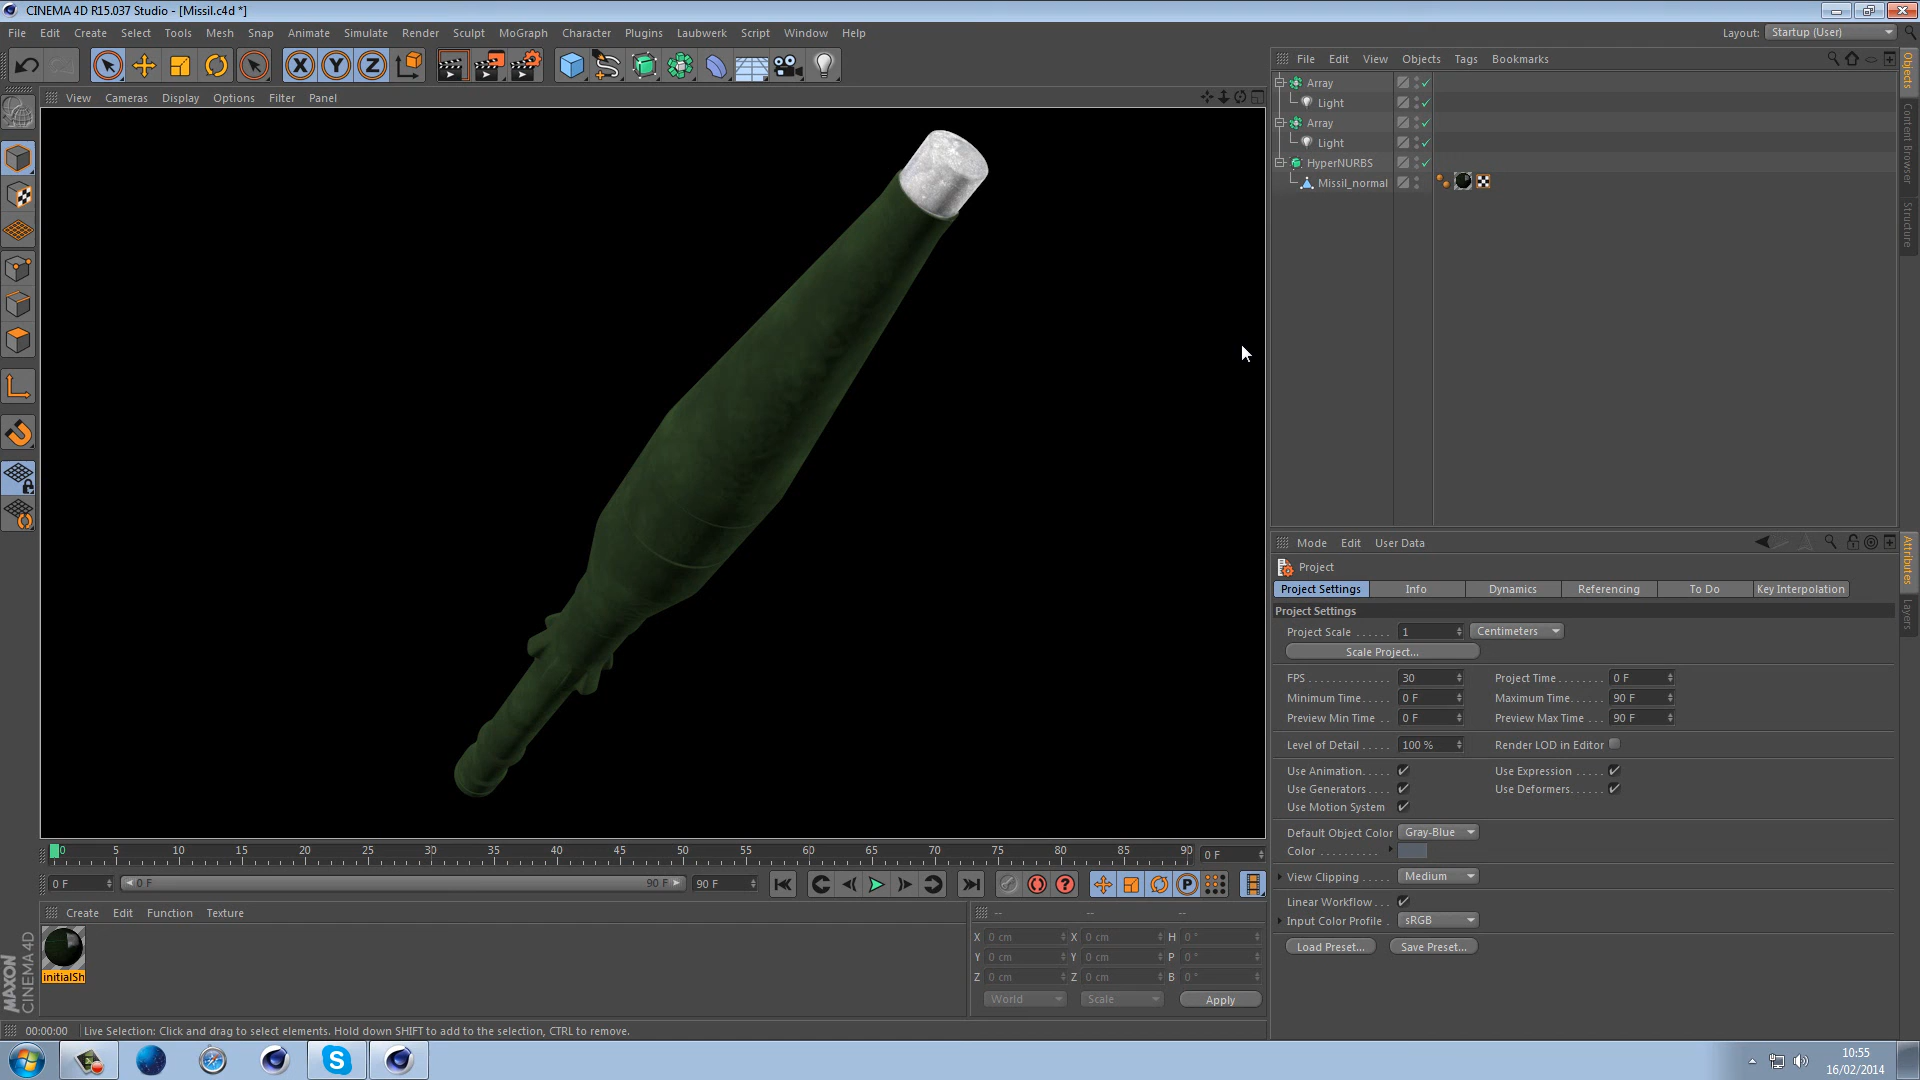 CINEMA 4D R15.037 Studio - [Missil.c4d *]
File Edit Create Select Tools Mesh Snap Animate Simulate Render Sculpt MoGraph Character Plugins Laubwerk Script Window Help
Layout: Startup (User)
X Y Z
File Edit View Objects Tags Bookmarks
View Cameras Display Options Filter Panel
Array
Light
Array
Light
HyperNURBS
Missil_normal
Objects
Content Browser
Structure
Attributes
Layers
Mode Edit User Data
Project
Project Settings Info Dynamics Referencing To Do Key Interpolation
Project Settings
Project Scale . . . . . . 1 Centimeters
Scale Project...
FPS . . . . . . . . . . . . . . 30 Project Time . . . . . . . . 0 F
Minimum Time . . . . . 0 F Maximum Time. . . . . . 90 F
Preview Min Time . . 0 F Preview Max Time . . . 90 F
Level of Detail . . . . . 100 % Render LOD in Editor
Use Animation. . . . . Use Expression . . . . .
Use Generators . . . . Use Deformers. . . . . .
Use Motion System
Default Object Color Gray-Blue
Color . . . . . . . . . .
View Clipping . . . . . . Medium
Linear Workflow . . .
Input Color Profile . sRGB
Load Preset... Save Preset...
0 5 10 15 20 25 30 35 40 45 50 55 60 65 70 75 80 85 90 0 F
0 F 0 F 90 F 90 F ? P
Create Edit Function Texture
initialSh
-- -- --
X 0 cm X 0 cm H 0 °
Y 0 cm Y 0 cm P 0 °
Z 0 cm Z 0 cm B 0 °
World Scale Apply
MAXON
CINEMA 4D
00:00:00 Live Selection: Click and drag to select elements. Hold down SHIFT to add to the selection, CTRL to remove.
10:55
16/02/2014